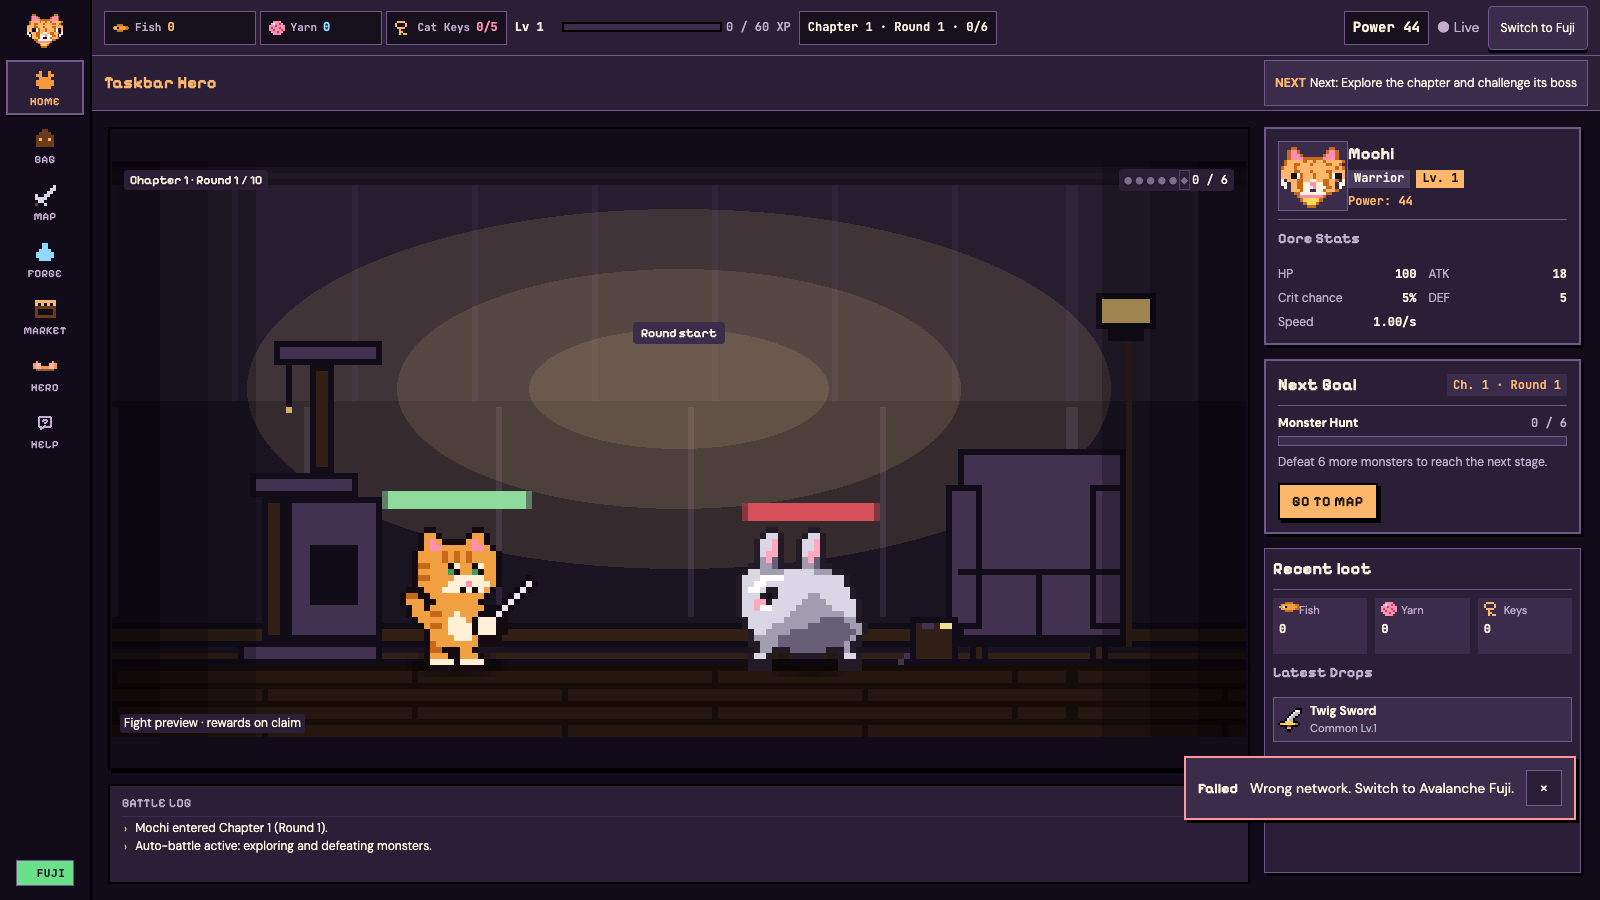 Fish 0
Yarn 0
Cat Keys 0/5
Lv 1
0 / 60 XP
Chapter 1 · Round 1 · 0/6
Power 44
Live
Switch to Fuji
HOME
BAG
MAP
FORGE
MARKET
HERO
HELP
FUJI
Taskbar Hero
NEXT Next: Explore the chapter and challenge its boss
Chapter 1 · Round 1 / 10
0 / 6
Round start
Fight preview · rewards on claim
BATTLE LOG
› Mochi entered Chapter 1 (Round 1).
› Auto-battle active: exploring and defeating monsters.
Mochi
Warrior Lv. 1
Power: 44
Core Stats
HP 100 ATK 18
Crit chance 5% DEF 5
Speed 1.00/s
Next Goal Ch. 1 · Round 1
Monster Hunt 0 / 6
Defeat 6 more monsters to reach the next stage.
GO TO MAP
Recent loot
Fish Yarn Keys
0 0 0
Latest Drops
Twig Sword
Common Lv.1
Failed Wrong network. Switch to Avalanche Fuji. ×